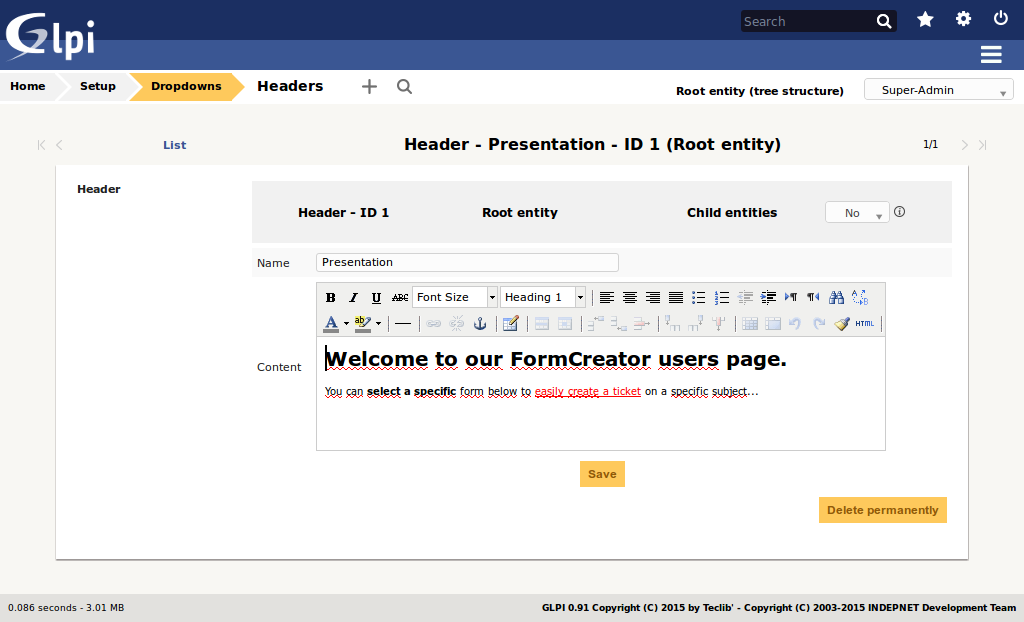 Glpi
Search
Home Setup Dropdowns Headers
Root entity (tree structure) Super-Admin
List Header - Presentation - ID 1 (Root entity) 1/1
Header
Header - ID 1 Root entity Child entities No
Name Presentation
B I U ABC Font Size Heading 1
A ab HTML
Content
Welcome to our FormCreator users page.
You can select a specific form below to easily create a ticket on a specific subject...
Save
Delete permanently
0.086 seconds - 3.01 MB GLPI 0.91 Copyright (C) 2015 by Teclib' - Copyright (C) 2003-2015 INDEPNET Development Team